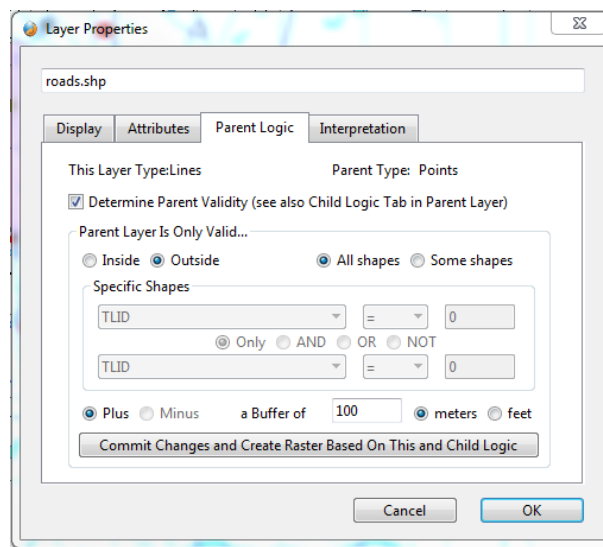 Layer Properties
roads.shp
Display Attributes Parent Logic Interpretation
This Layer Type:Lines Parent Type: Points
Determine Parent Validity (see also Child Logic Tab in Parent Layer)
Parent Layer Is Only Valid...
Inside Outside All shapes Some shapes
Specific Shapes
TLID = 0
Only AND OR NOT
TLID = 0
Plus Minus a Buffer of 100 meters feet
Commit Changes and Create Raster Based On This and Child Logic
Cancel OK